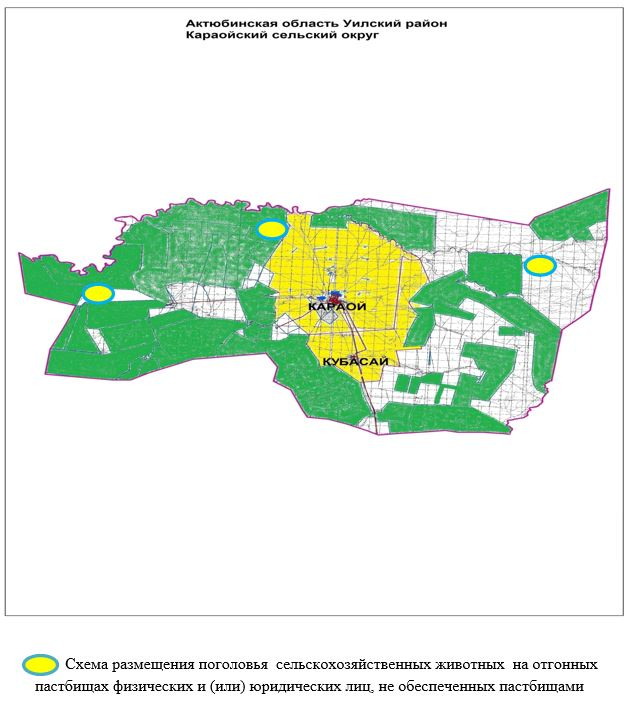 Актюбинская область Уилский район
Караойский сельский округ
КАРАОЙ
КУБАСАЙ
Схема размещения поголовья сельскохозяйственных животных на отгонных
пастбищах физических и (или) юридических лиц, не обеспеченных пастбищами